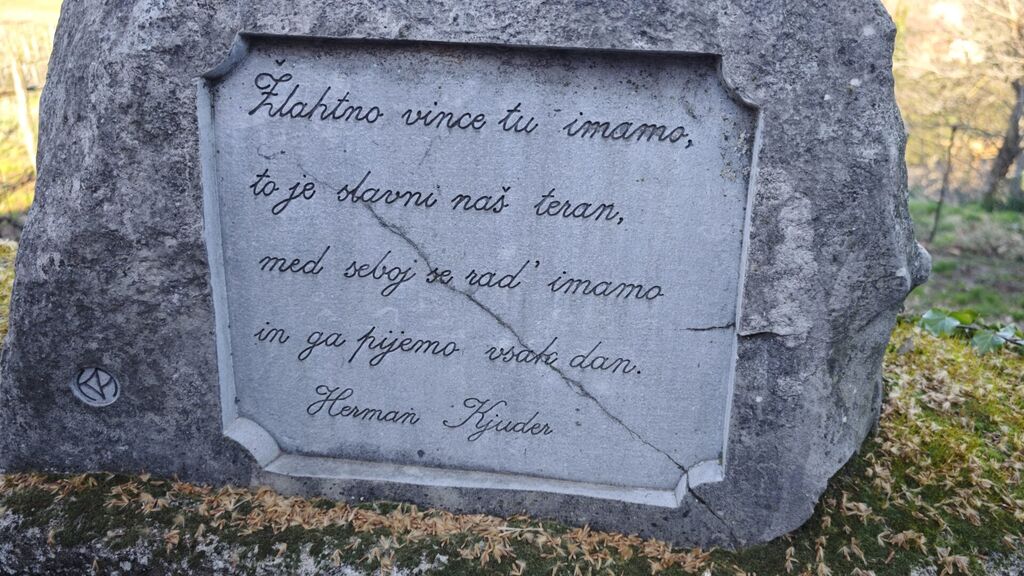 Žlahtno vince tu imamo,
to je slavni naš teran,
med seboj se rad' imamo
in ga pijemo vsak dan.
Herman Kjuder